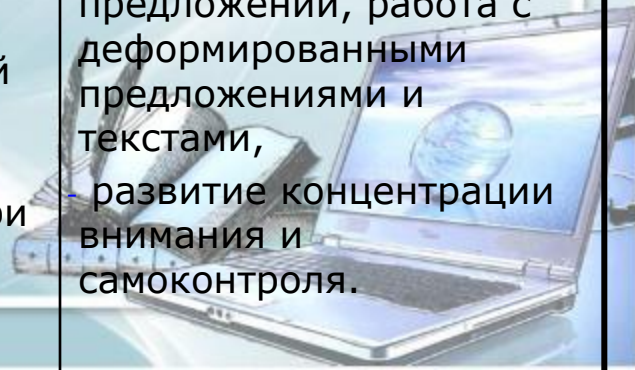 предложений, работа с
деформированными
предложениями и
текстами,
- развитие концентрации
внимания и
самоконтроля.